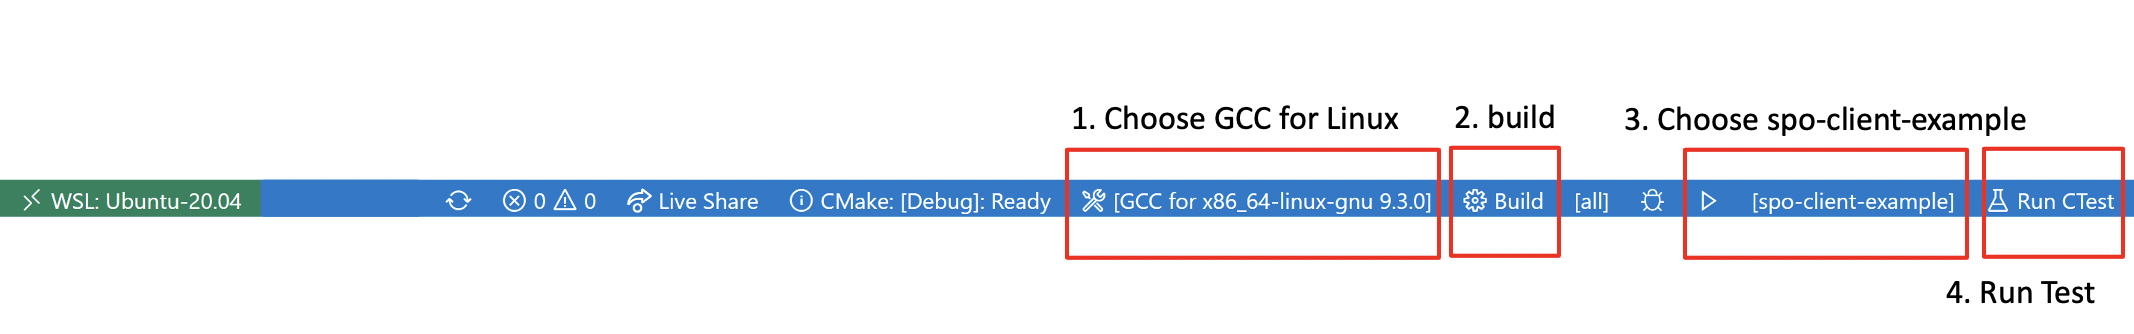 1. Choose GCC for Linux
2. build
3. Choose spo-client-example
WSL: Ubuntu-20.04
0
0
Live Share
CMake: [Debug]: Ready
[GCC for x86_64-linux-gnu 9.3.0]
Build
[all]
[spo-client-example]
Run CTest
4. Run Test